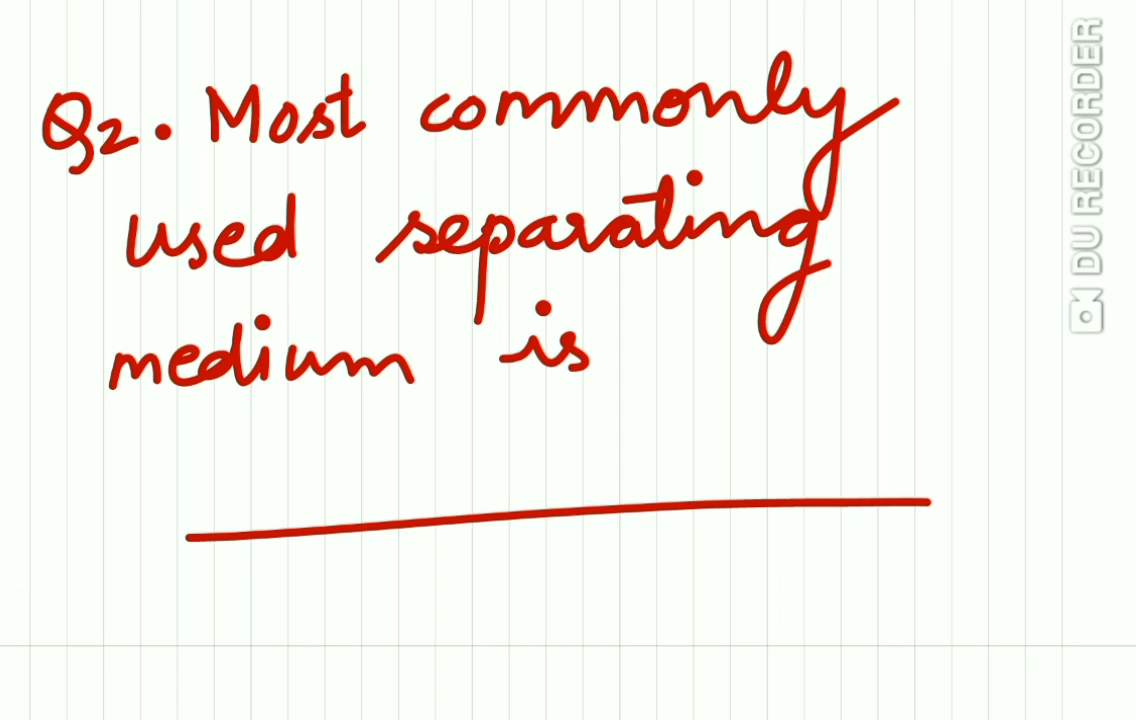 Q2. Most commonly
used separating
medium is
DU RECORDER